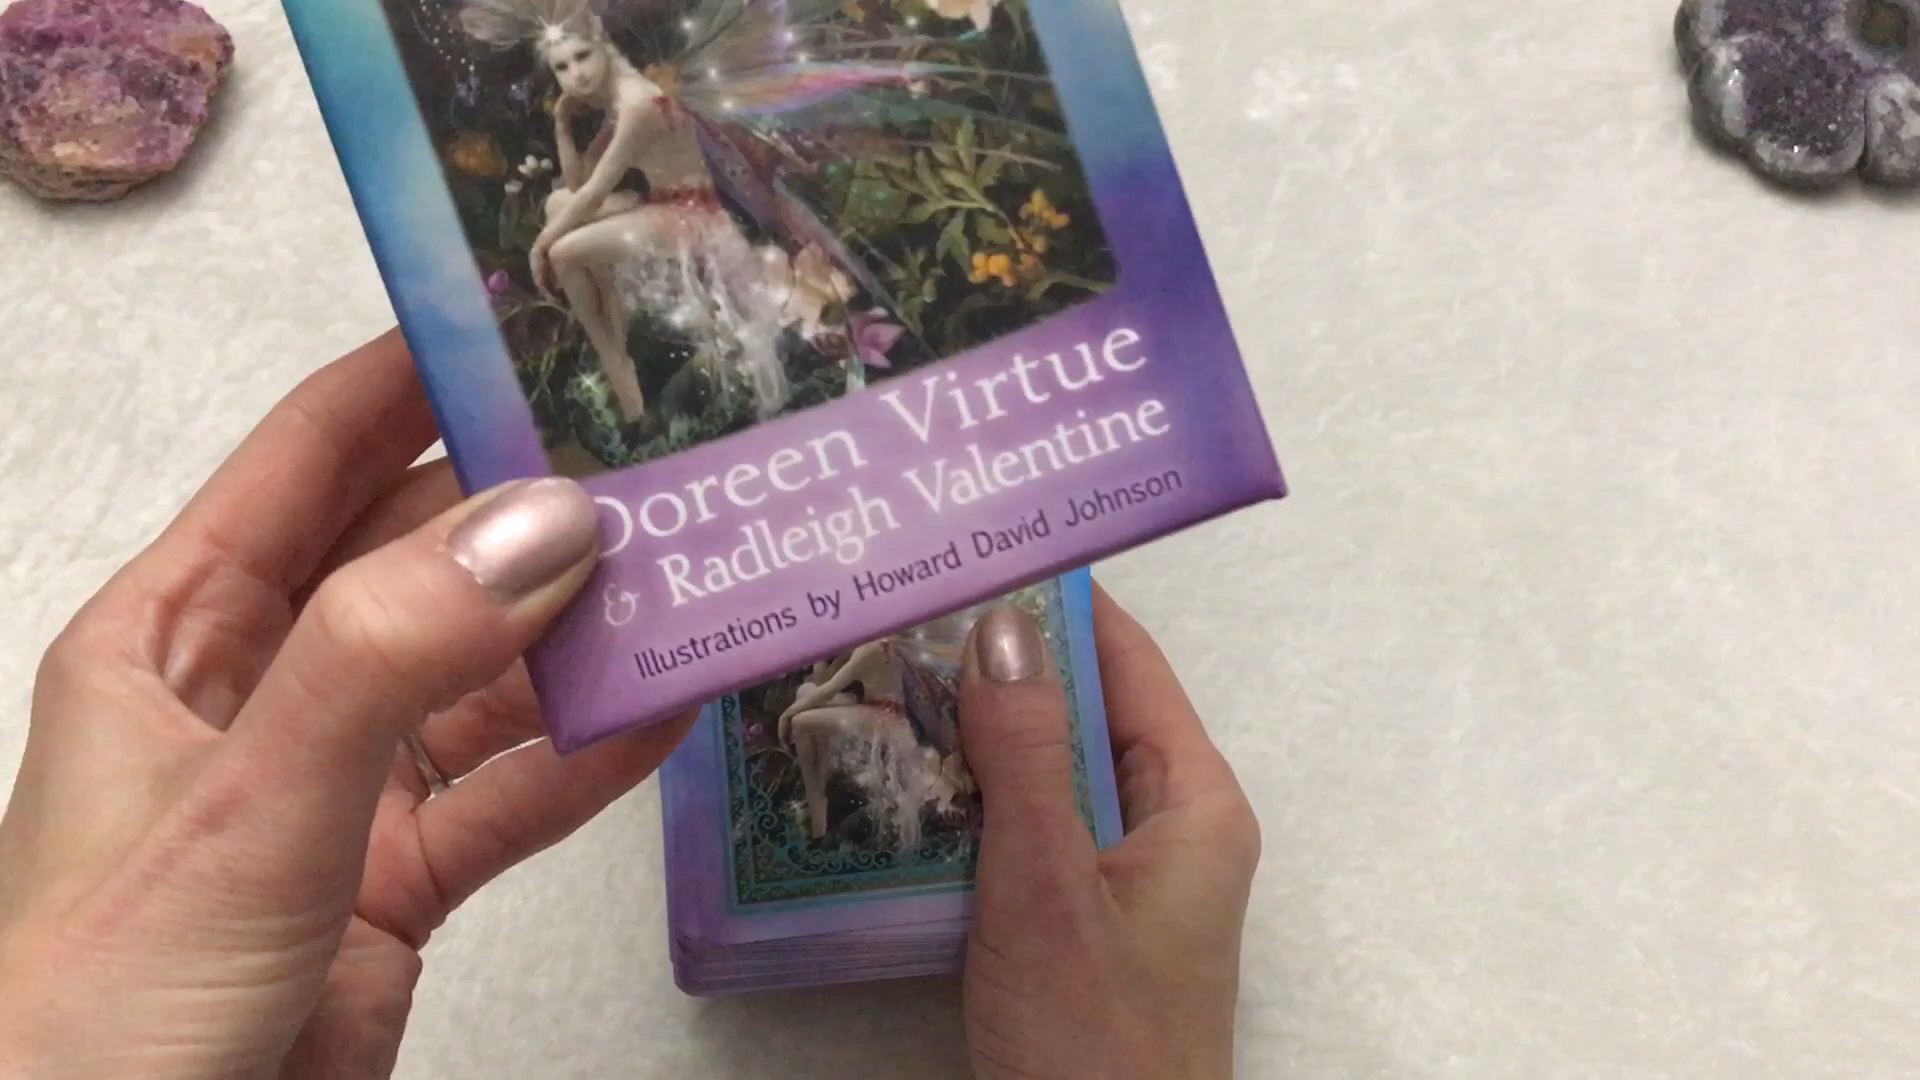 Doreen Virtue
& Radleigh Valentine
Illustrations by Howard David Johnson